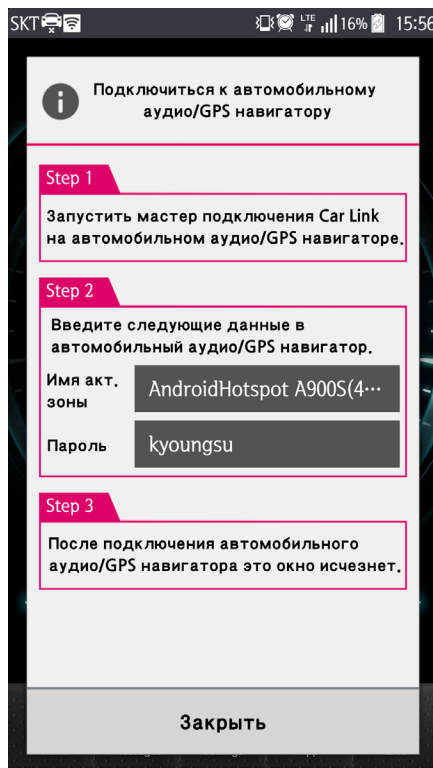 SKT LTE 16% 15:56
Подключиться к автомобильному
аудио/GPS навигатору
Step 1
Запустить мастер подключения Car Link
на автомобильном аудио/GPS навигаторе.
Step 2
Введите следующие данные в
автомобильный аудио/GPS навигатор.
Имя акт.
зоны
AndroidHotspot A900S(4···
Пароль
kyoungsu
Step 3
После подключения автомобильного
аудио/GPS навигатора это окно исчезнет.
Закрыть